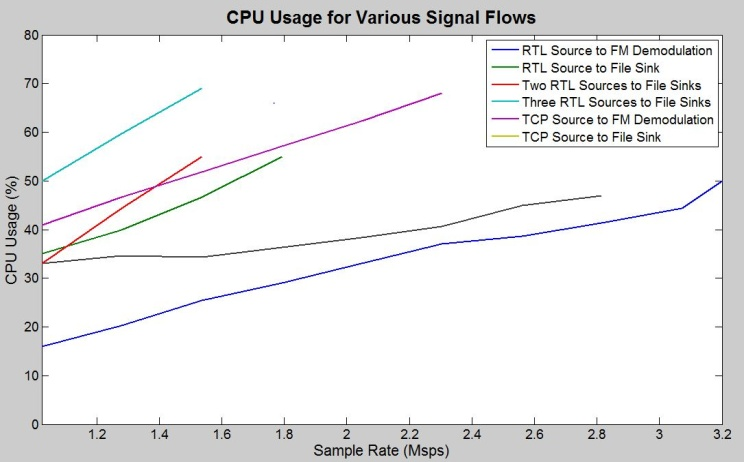 CPU Usage for Various Signal Flows
80
70
60
50
40
30
20
10
0
CPU Usage (%)
RTL Source to FM Demodulation
RTL Source to File Sink
Two RTL Sources to File Sinks
Three RTL Sources to File Sinks
TCP Source to FM Demodulation
TCP Source to File Sink
1.2 1.4 1.6 1.8 2 2.2 2.4 2.6 2.8 3 3.2
Sample Rate (Msps)